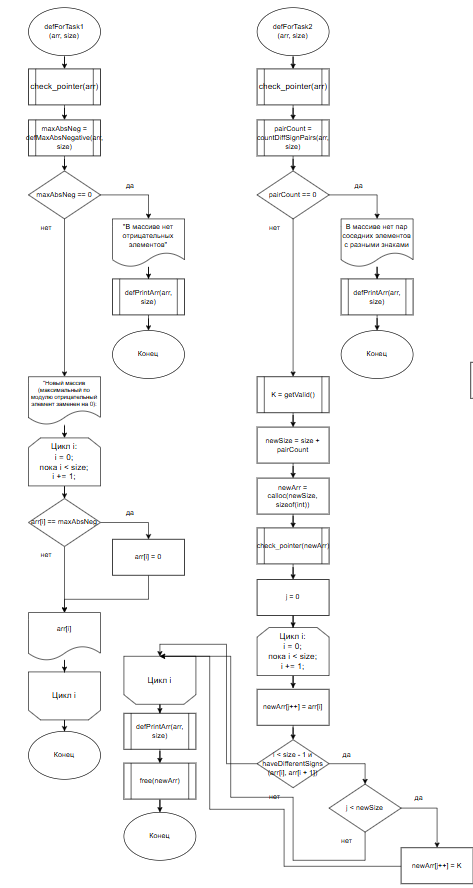 defForTask1
(arr, size)
check_pointer(arr)
maxAbsNeg =
defMaxAbsNegative(arr,
size)
maxAbsNeg == 0
да
нет
"В массиве нет
отрицательных
элементов"
defPrintArr(arr,
size)
Конец
"Новый массив
(максимальный по
модулю отрицательный
элемент заменен на 0):
Цикл i:
i = 0;
пока i < size;
i += 1;
arr[i] == maxAbsNeg
да
нет
arr[i] = 0
arr[i]
Цикл i
Конец
defForTask2
(arr, size)
check_pointer(arr)
pairCount =
countDiffSignPairs(arr,
size)
pairCount == 0
да
нет
В массиве нет пар
соседних элементов
с разными знаками
defPrintArr(arr,
size)
Конец
K = getValid()
newSize = size +
pairCount
newArr =
calloc(newSize,
sizeof(int))
check_pointer(newArr)
j = 0
Цикл i:
i = 0;
пока i < size;
i += 1;
newArr[j++] = arr[i]
i < size - 1 и
haveDifferentSigns
(arr[i], arr[i + 1])
да
нет
j < newSize
да
нет
newArr[j++] = K
Цикл i
defPrintArr(arr,
size)
free(newArr)
Конец